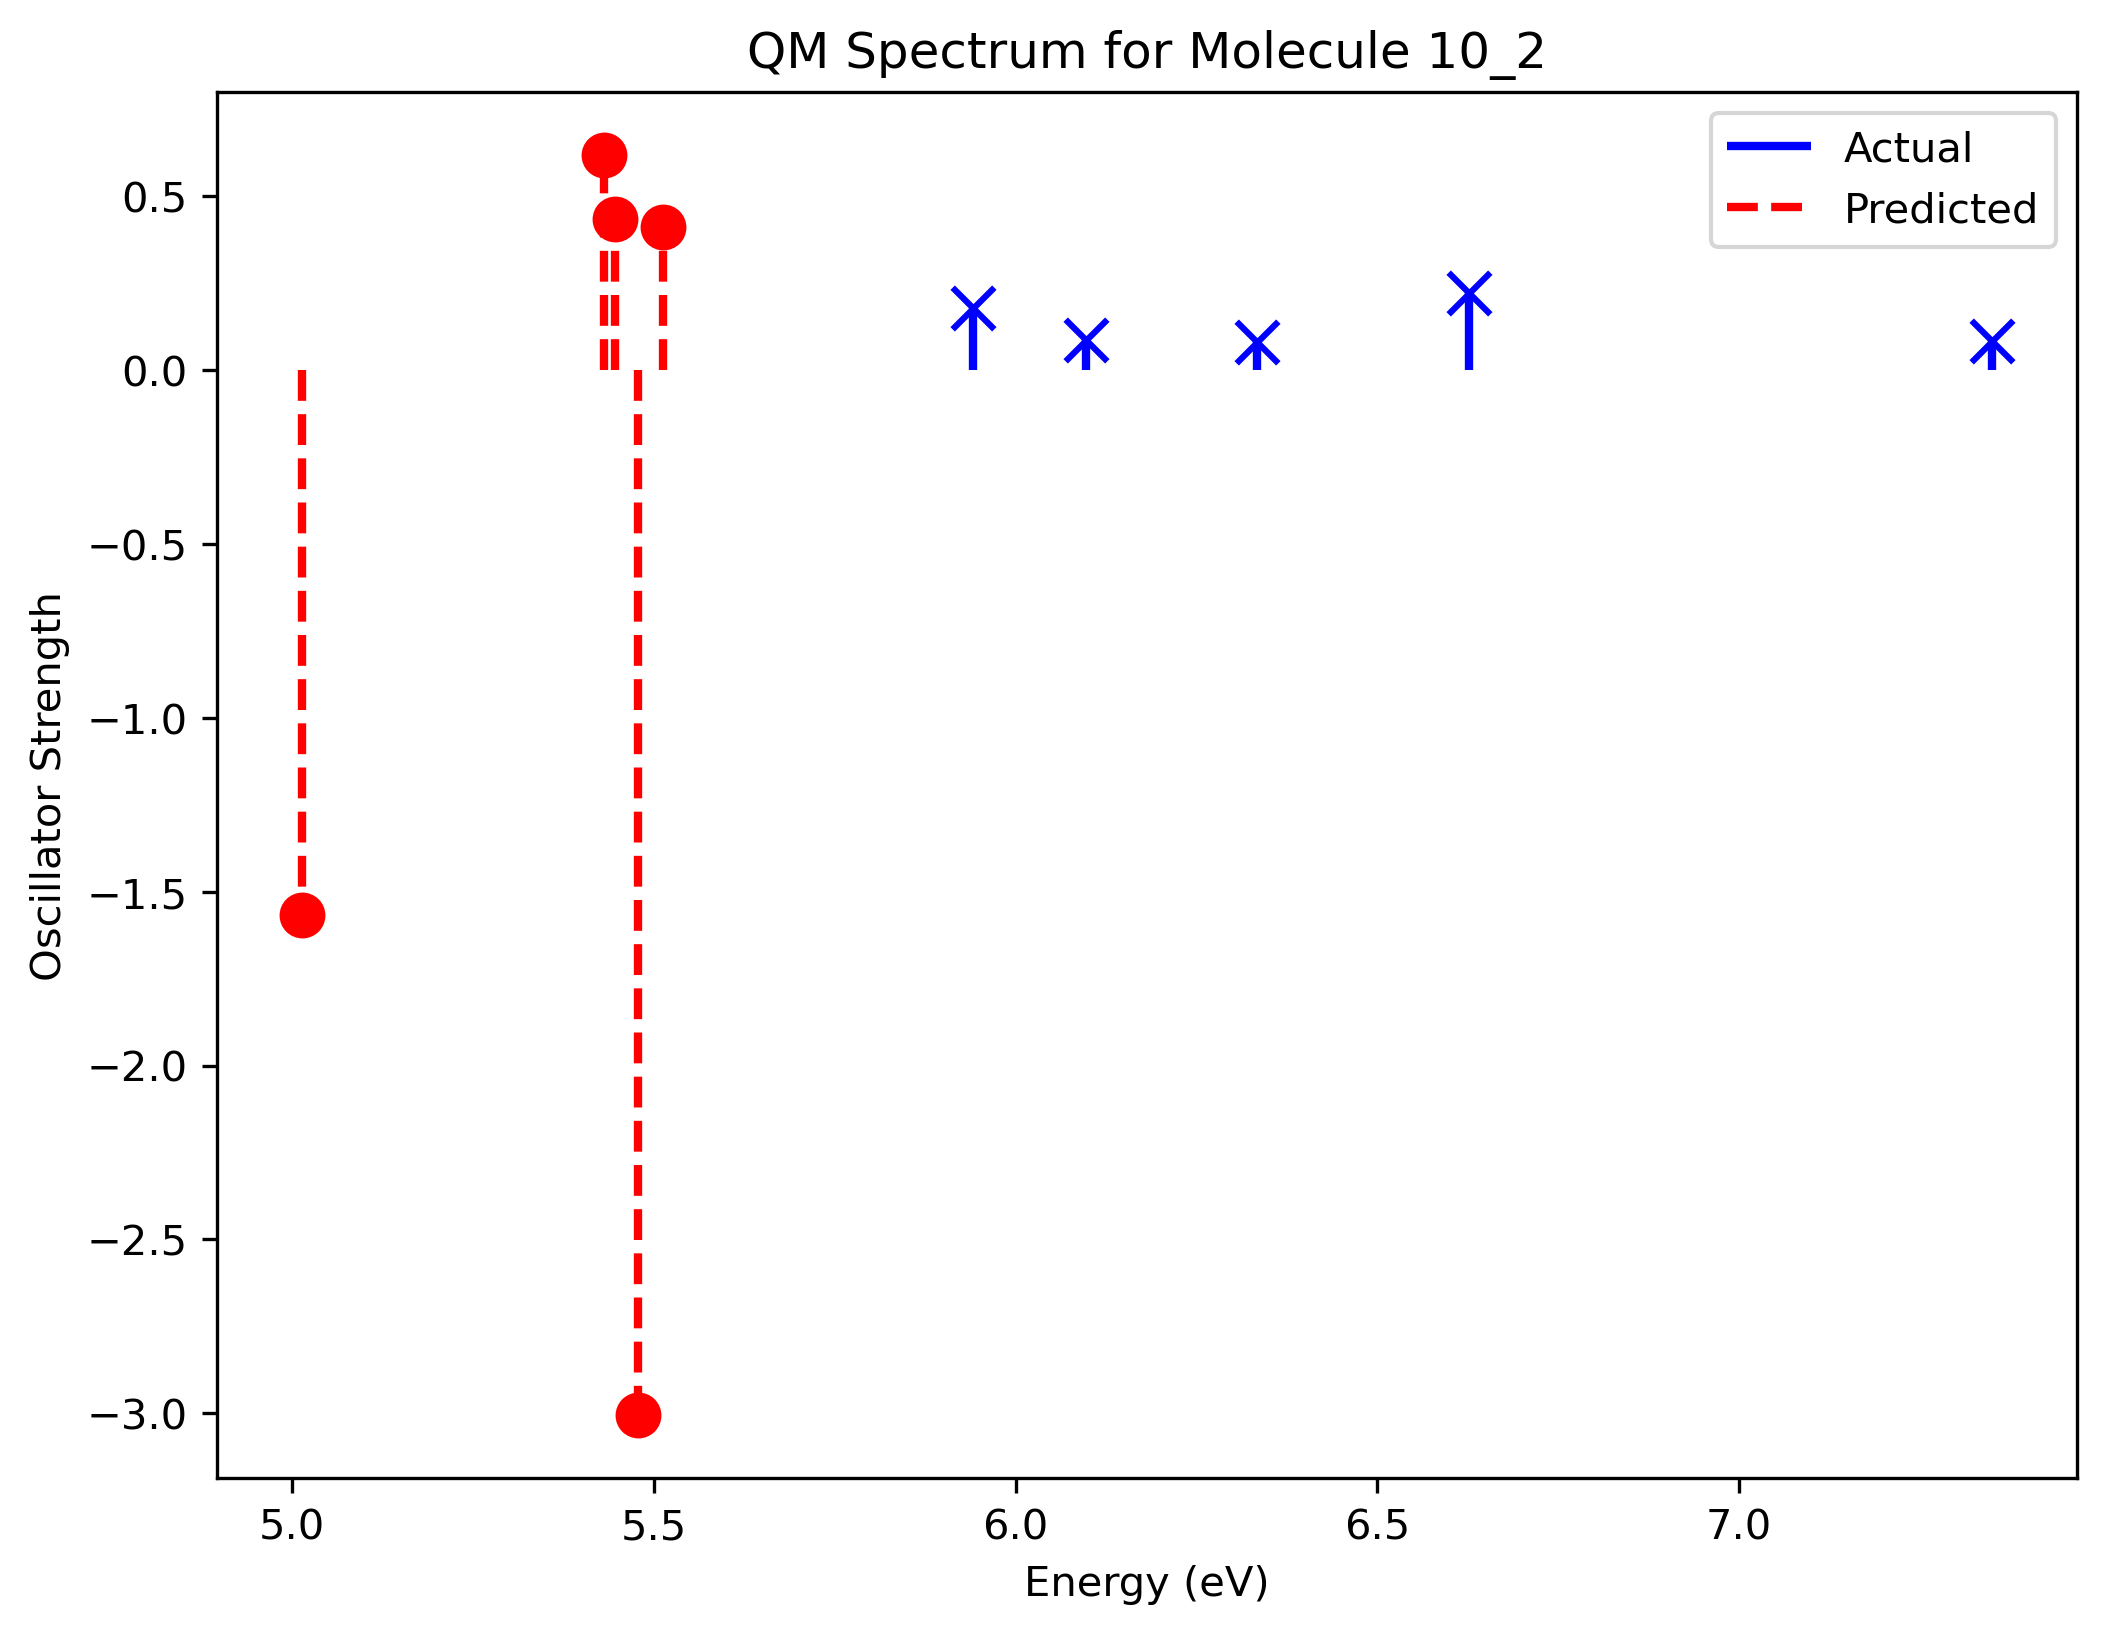 QM Spectrum for Molecule 10_2
Actual
Predicted
0.5
0.0
−0.5
−1.0
−1.5
−2.0
−2.5
−3.0
Oscillator Strength
5.0 5.5 6.0 6.5 7.0
Energy (eV)